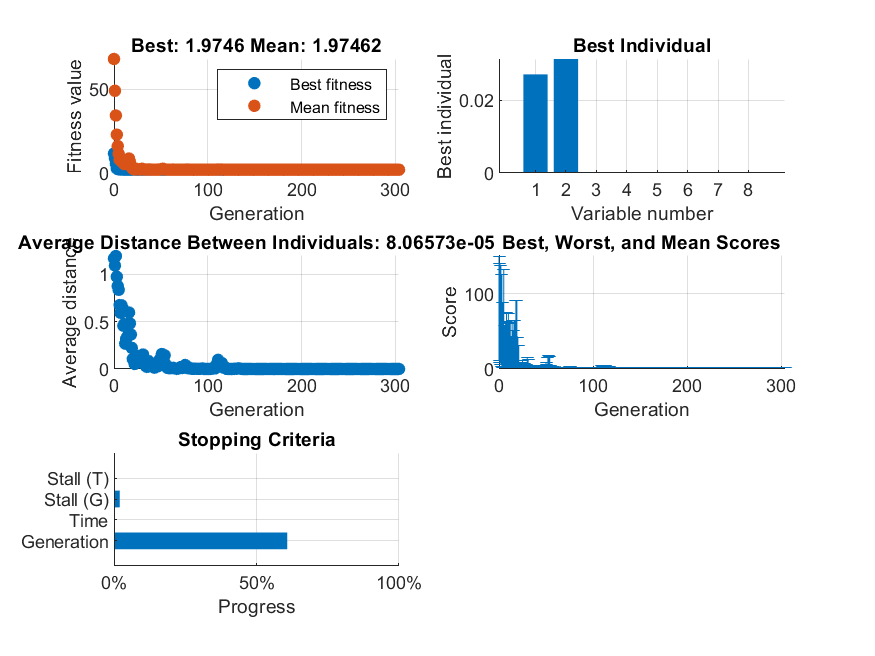 Best: 1.9746 Mean: 1.97462
Fitness value
50
0
Best fitness
Mean fitness
0 100 200 300
Generation
Best Individual
Best individual
0.02
0
1 2 3 4 5 6 7 8
Variable number
Average Distance Between Individuals: 8.06573e-05
Average distance
1
0.5
0
0 100 200 300
Generation
Best, Worst, and Mean Scores
Score
100
0
0 100 200 300
Generation
Stopping Criteria
Stall (T)
Stall (G)
Time
Generation
0% 50% 100%
Progress